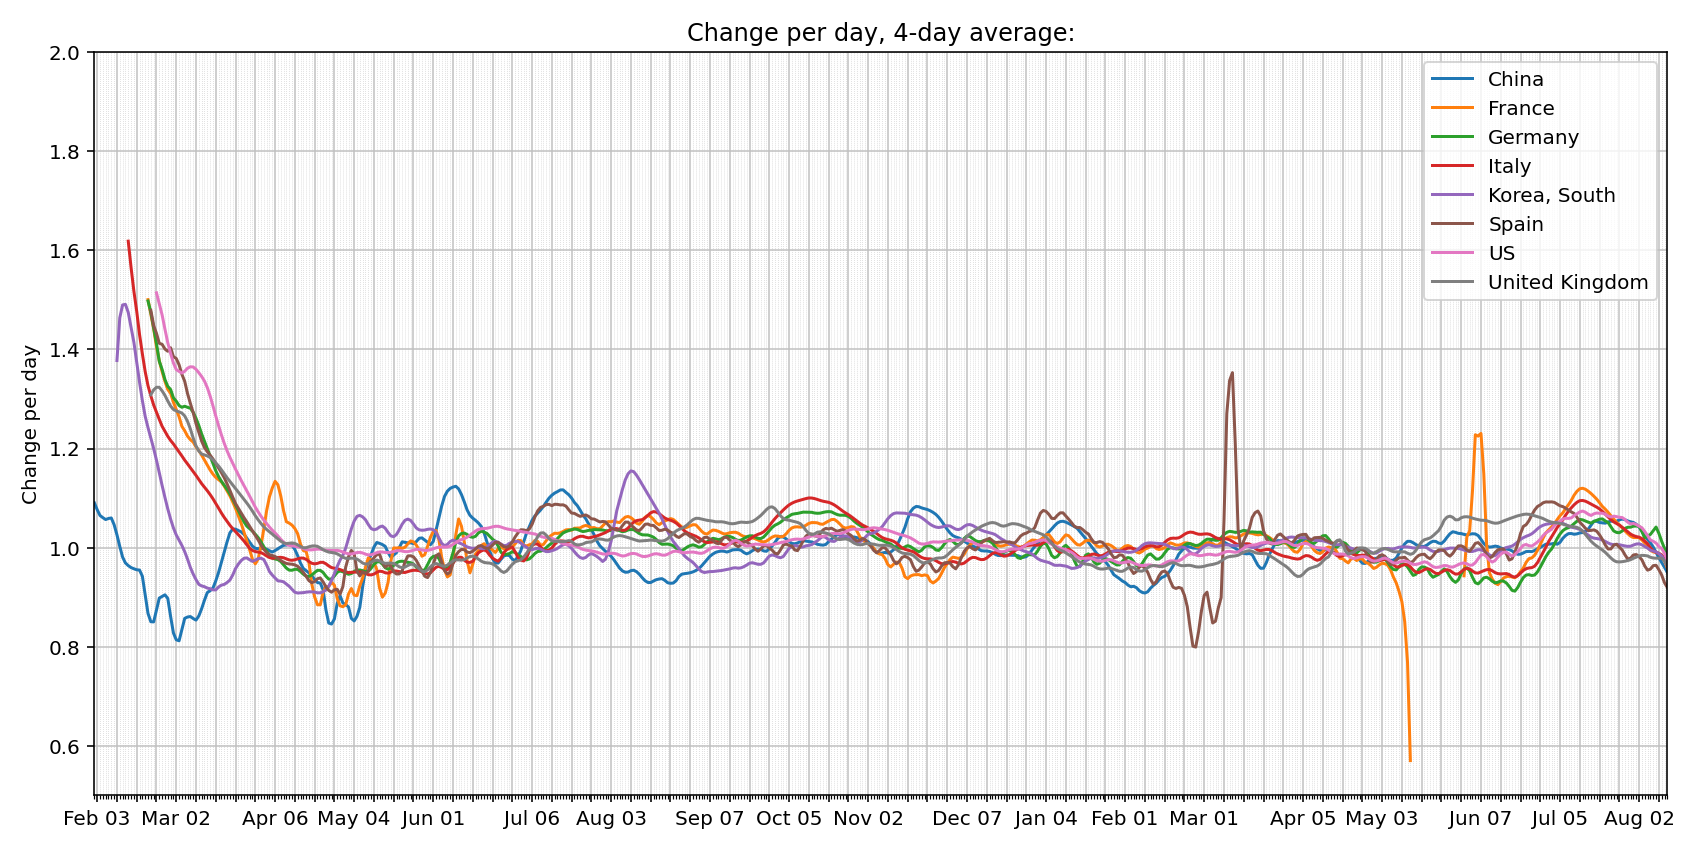 Change per day, 4-day average:
2.0
1.8
1.6
1.4
1.2
1.0
0.8
0.6
Change per day
China
France
Germany
Italy
Korea, South
Spain
US
United Kingdom
Feb 03 Mar 02 Apr 06 May 04 Jun 01 Jul 06 Aug 03 Sep 07 Oct 05 Nov 02 Dec 07 Jan 04 Feb 01 Mar 01 Apr 05 May 03 Jun 07 Jul 05 Aug 02